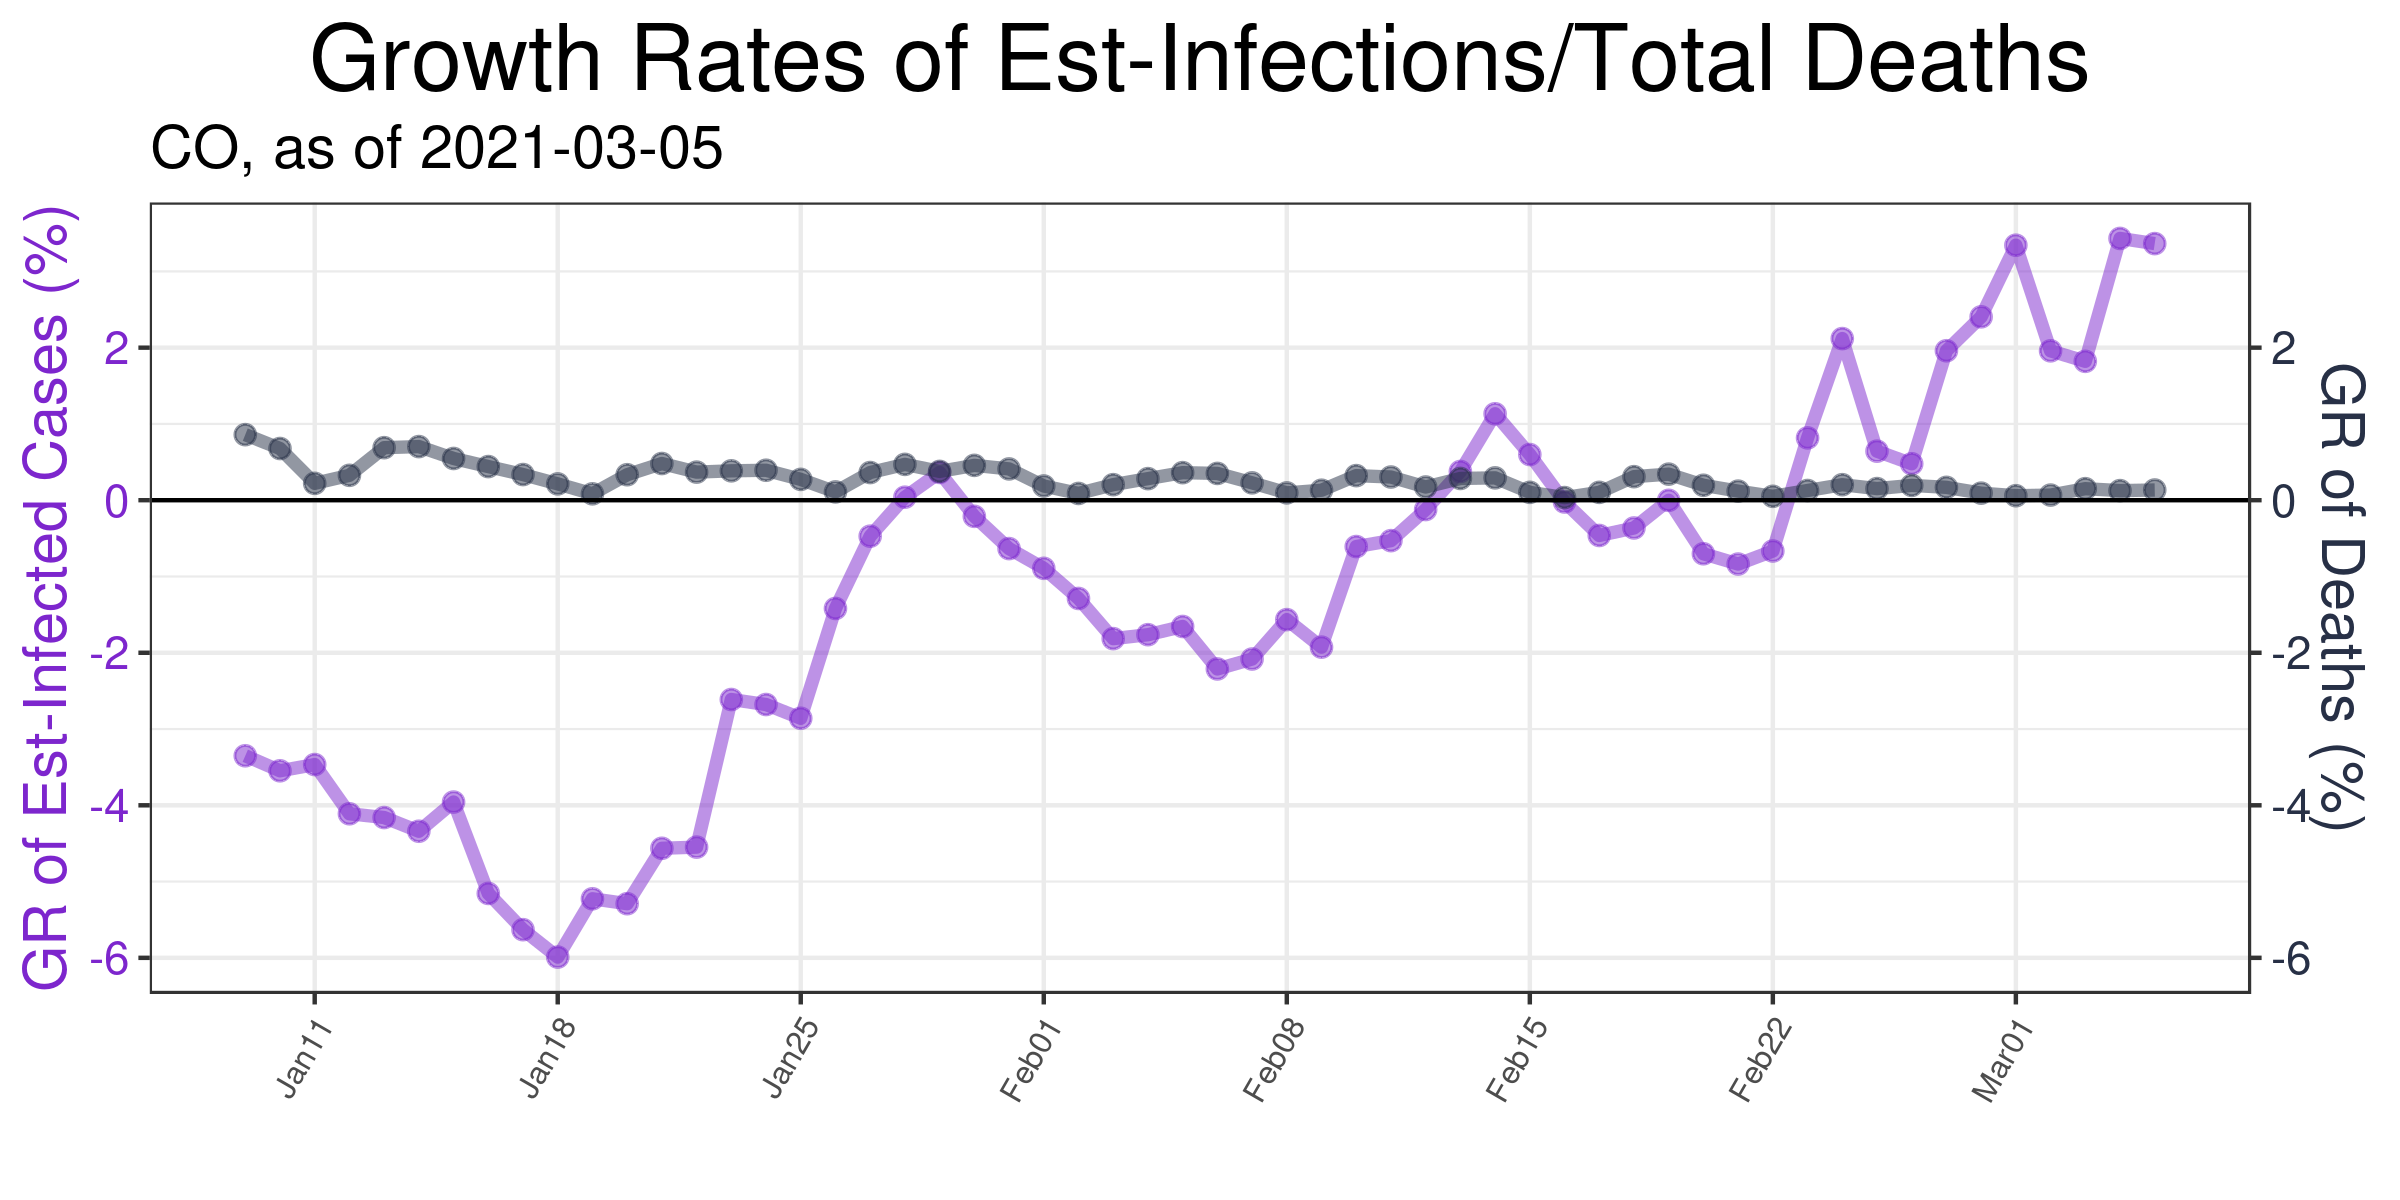 Growth Rates of Est-Infections/Total Deaths
CO, as of 2021-03-05
GR of Est-Infected Cases (%)
2
0
-2
-4
-6
2
0
-2
-4
-6
GR of Deaths (%)
Jan11
Jan18
Jan25
Feb01
Feb08
Feb15
Feb22
Mar01